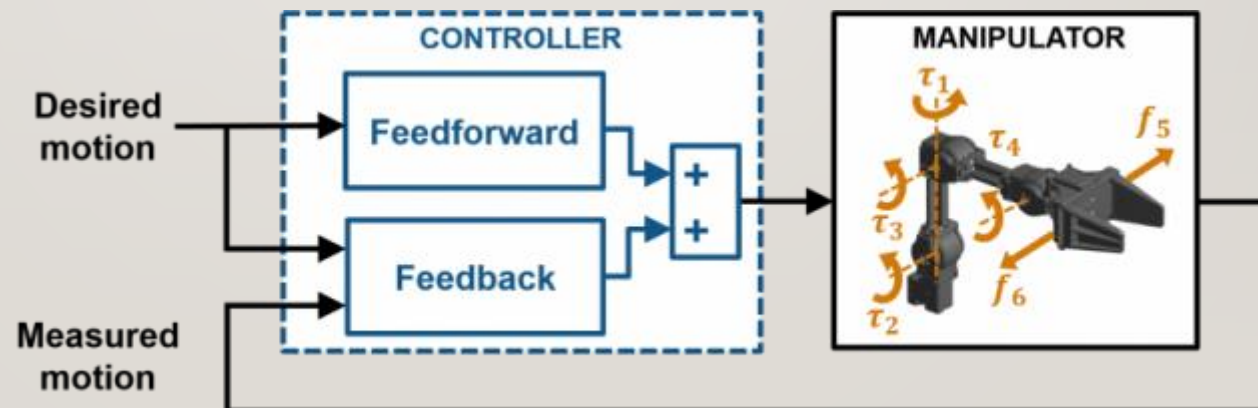 CONTROLLER
MANIPULATOR
Desired
motion
Feedforward
+
+
Feedback
Measured
motion
τ₁
τ₄
f₅
τ₃
f₆
τ₂